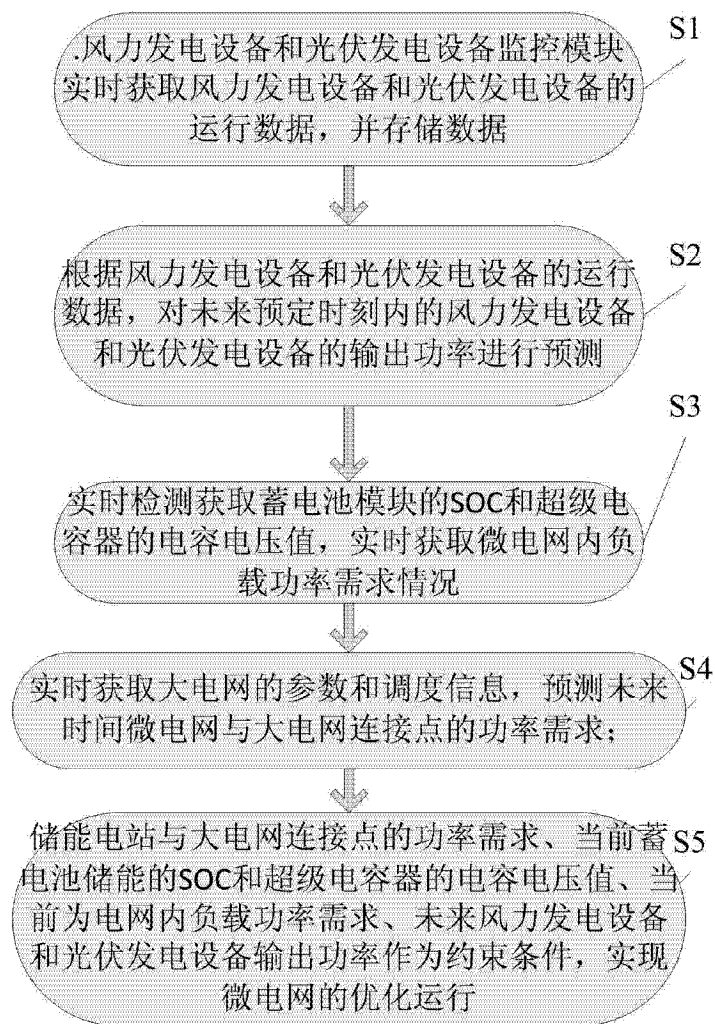 .风力发电设备和光伏发电设备监控模块
实时获取风力发电设备和光伏发电设备的
运行数据，并存储数据
S1
根据风力发电设备和光伏发电设备的运行
数据，对未来预定时刻内的风力发电设备
和光伏发电设备的输出功率进行预测
S2
实时检测获取蓄电池模块的SOC和超级电
容器的电容电压值，实时获取微电网内负
载功率需求情况
S3
实时获取大电网的参数和调度信息，预测未来
时间微电网与大电网连接点的功率需求；
S4
储能电站与大电网连接点的功率需求、当前蓄
电池储能的SOC和超级电容器的电容电压值、当
前为电网内负载功率需求、未来风力发电设备
和光伏发电设备输出功率作为约束条件，实现
微电网的优化运行
S5